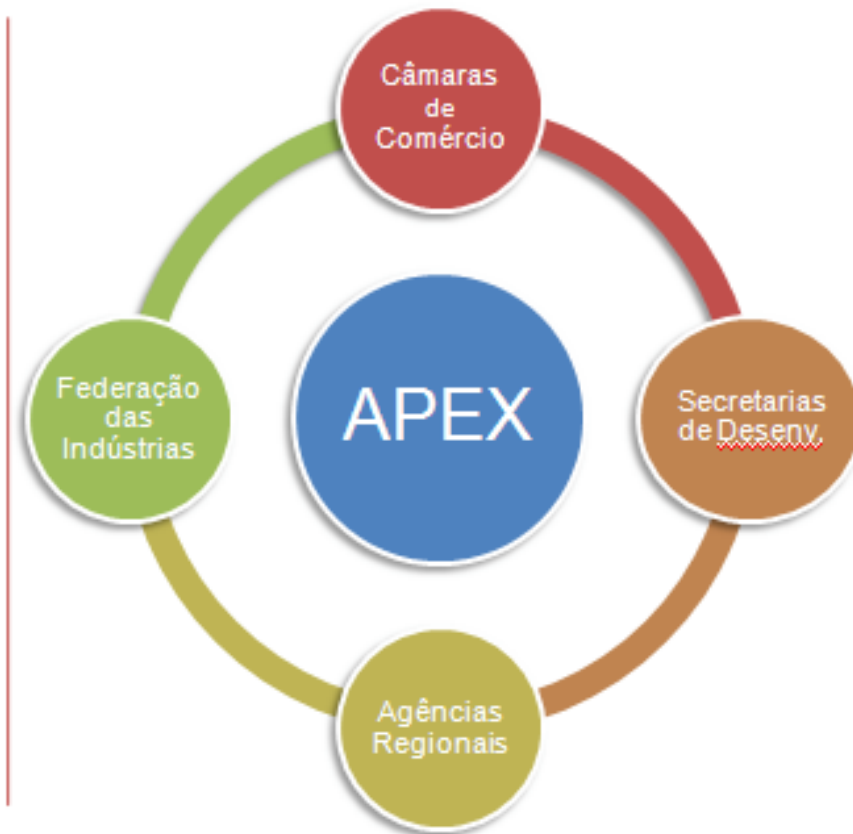 Câmaras
de
Comércio
Federação
das
Indústrias
APEX
Secretarias
de Desenv.
Agências
Regionais